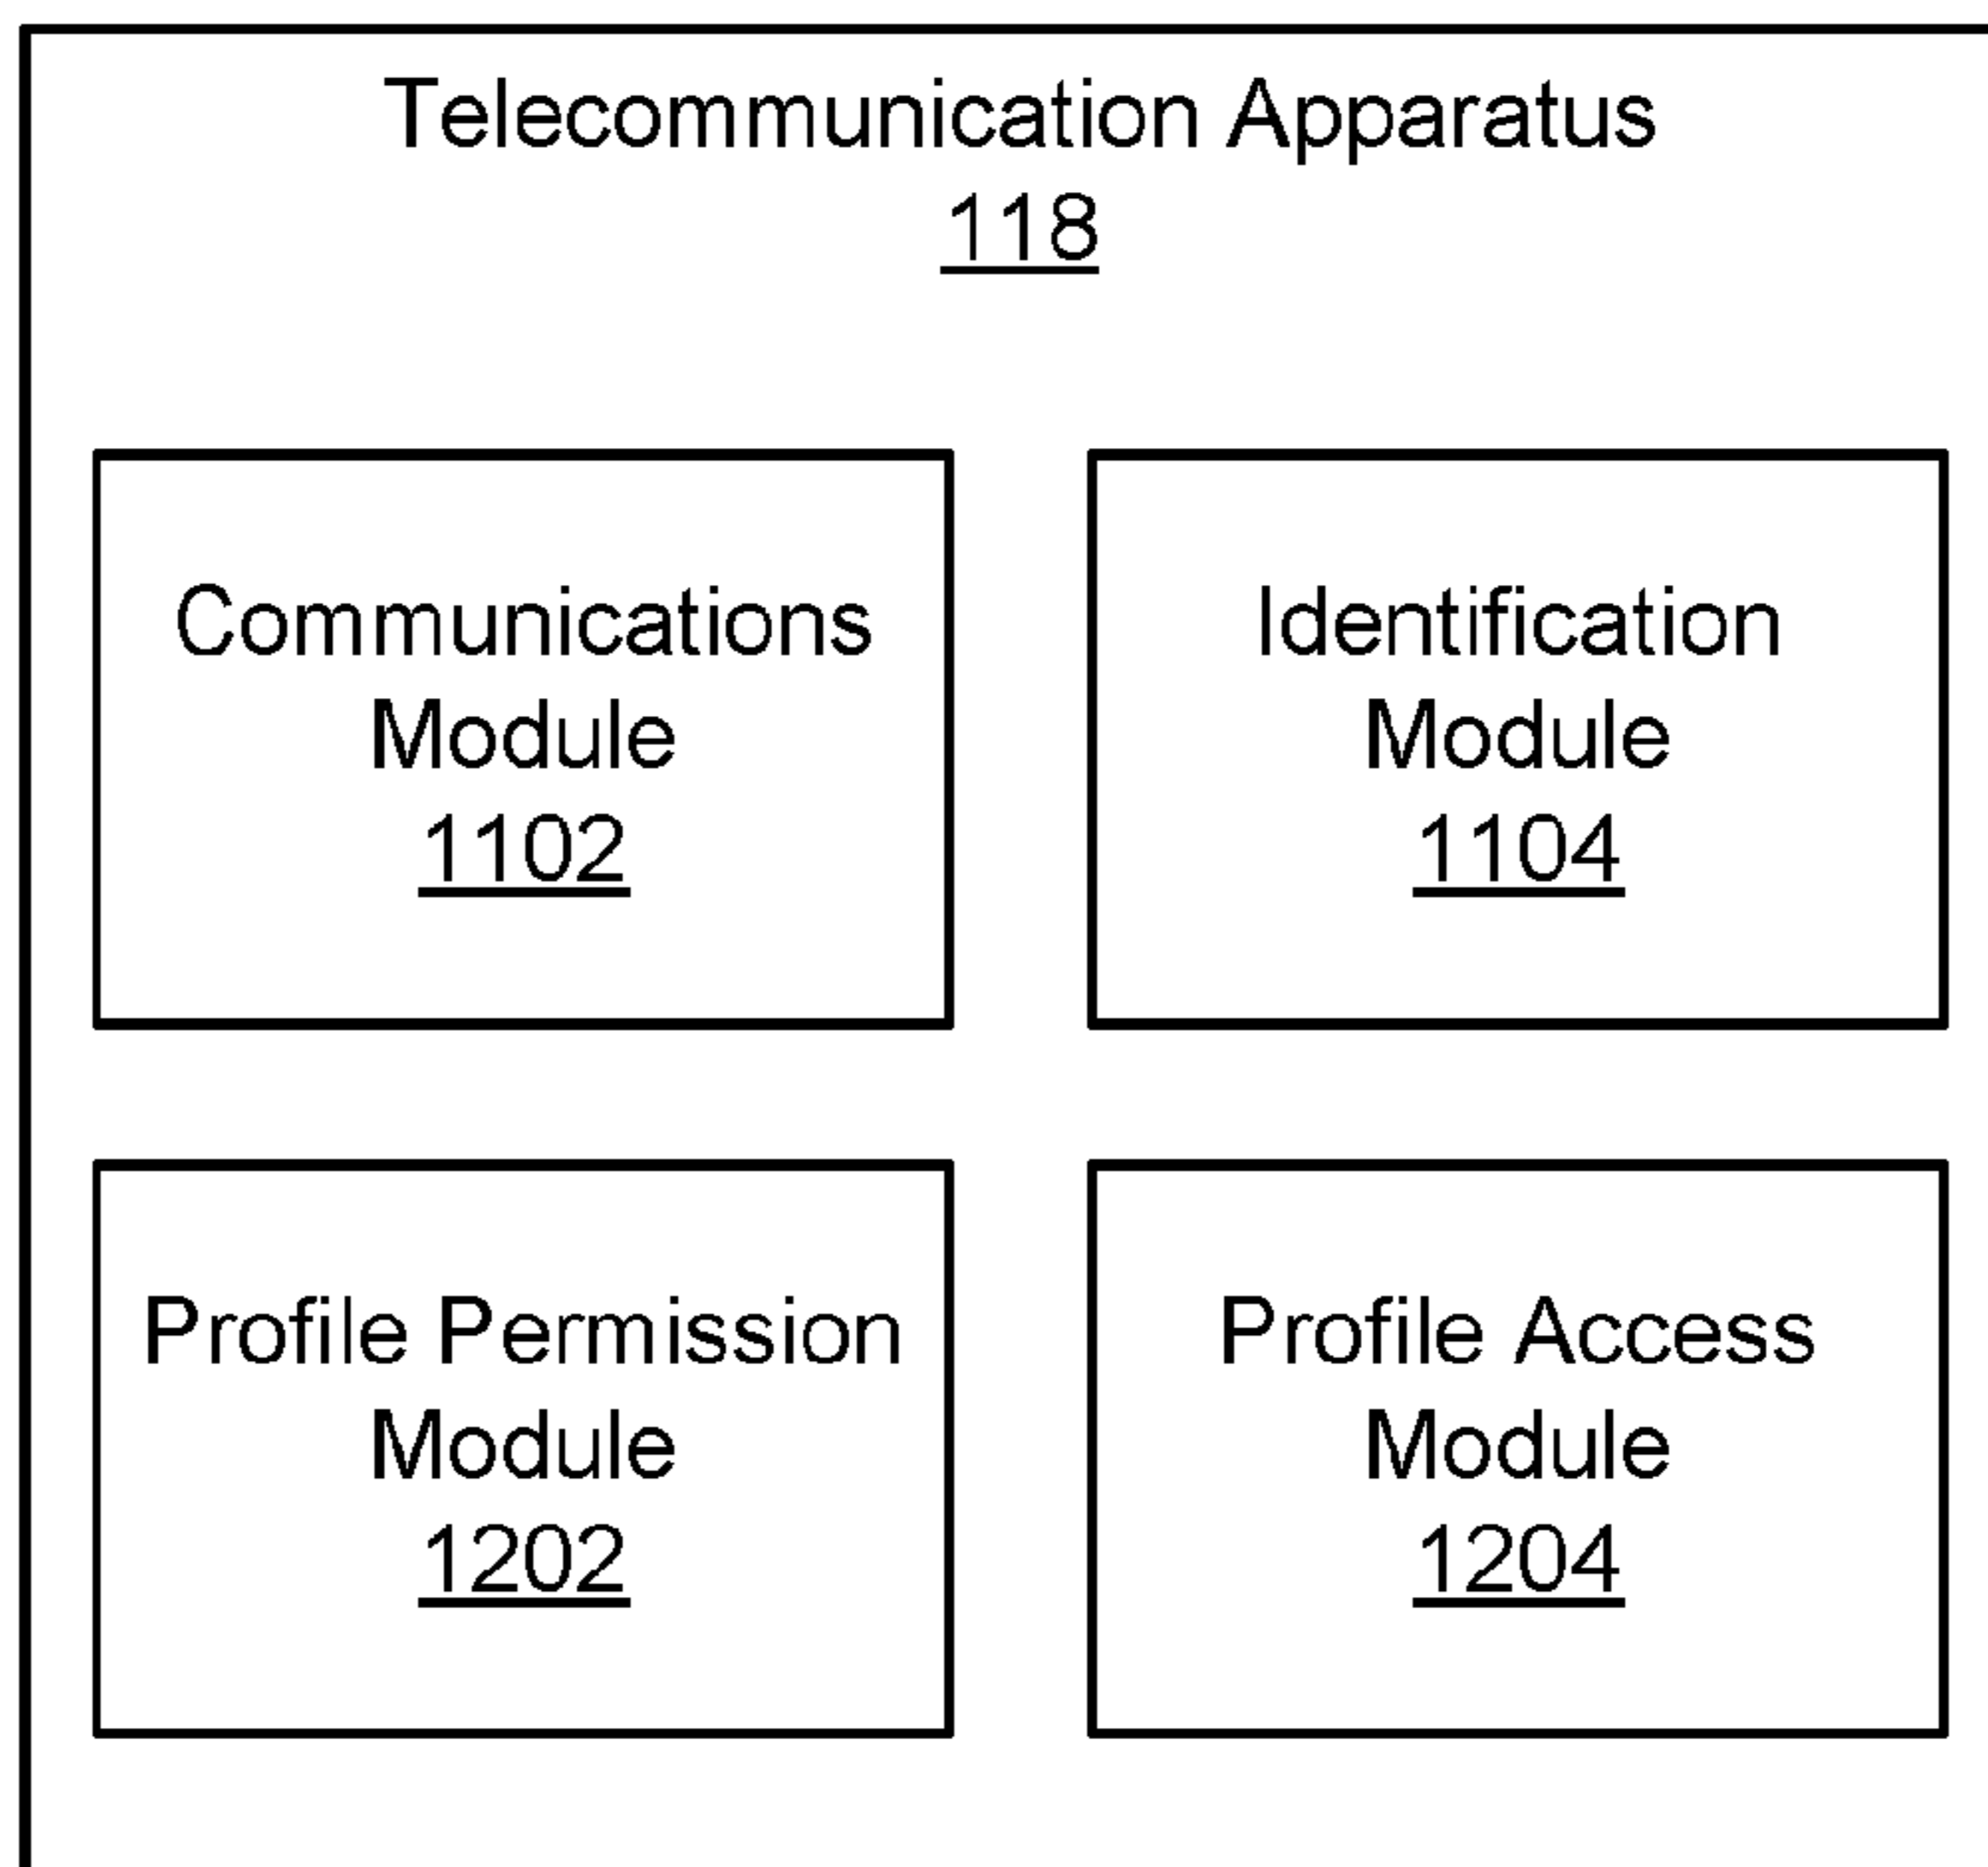 Telecommunication Apparatus
118
Communications
Module
1102
Identification
Module
1104
Profile Permission
Module
1202
Profile Access
Module
1204